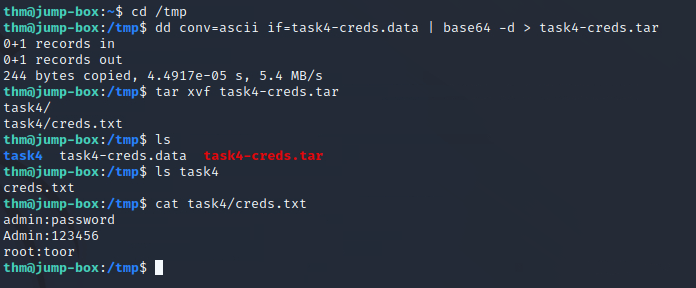 thm@jump-box:~$ cd /tmp
thm@jump-box:/tmp$ dd conv=ascii if=task4-creds.data | base64 -d > task4-creds.tar
0+1 records in
0+1 records out
244 bytes copied, 4.4917e-05 s, 5.4 MB/s
thm@jump-box:/tmp$ tar xvf task4-creds.tar
task4/
task4/creds.txt
thm@jump-box:/tmp$ ls
task4  task4-creds.data  task4-creds.tar
thm@jump-box:/tmp$ ls task4
creds.txt
thm@jump-box:/tmp$ cat task4/creds.txt
admin:password
Admin:123456
root:toor
thm@jump-box:/tmp$